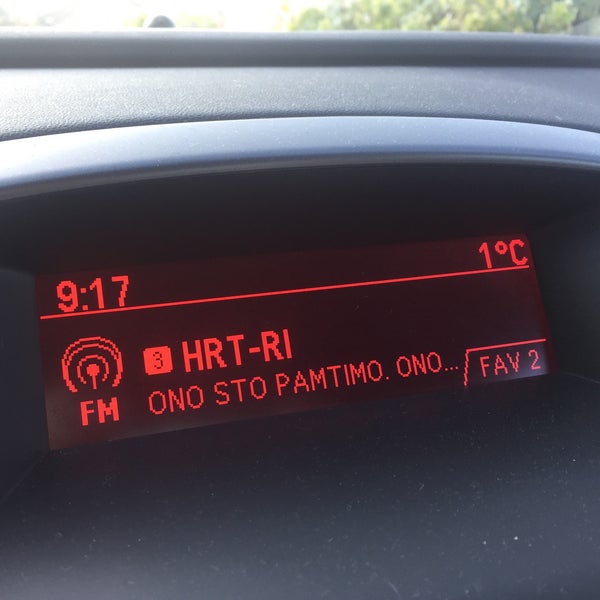 9:17 1°C
3 HRT-RI
FM ONO STO PAMTIMO. ONO... FAV 2